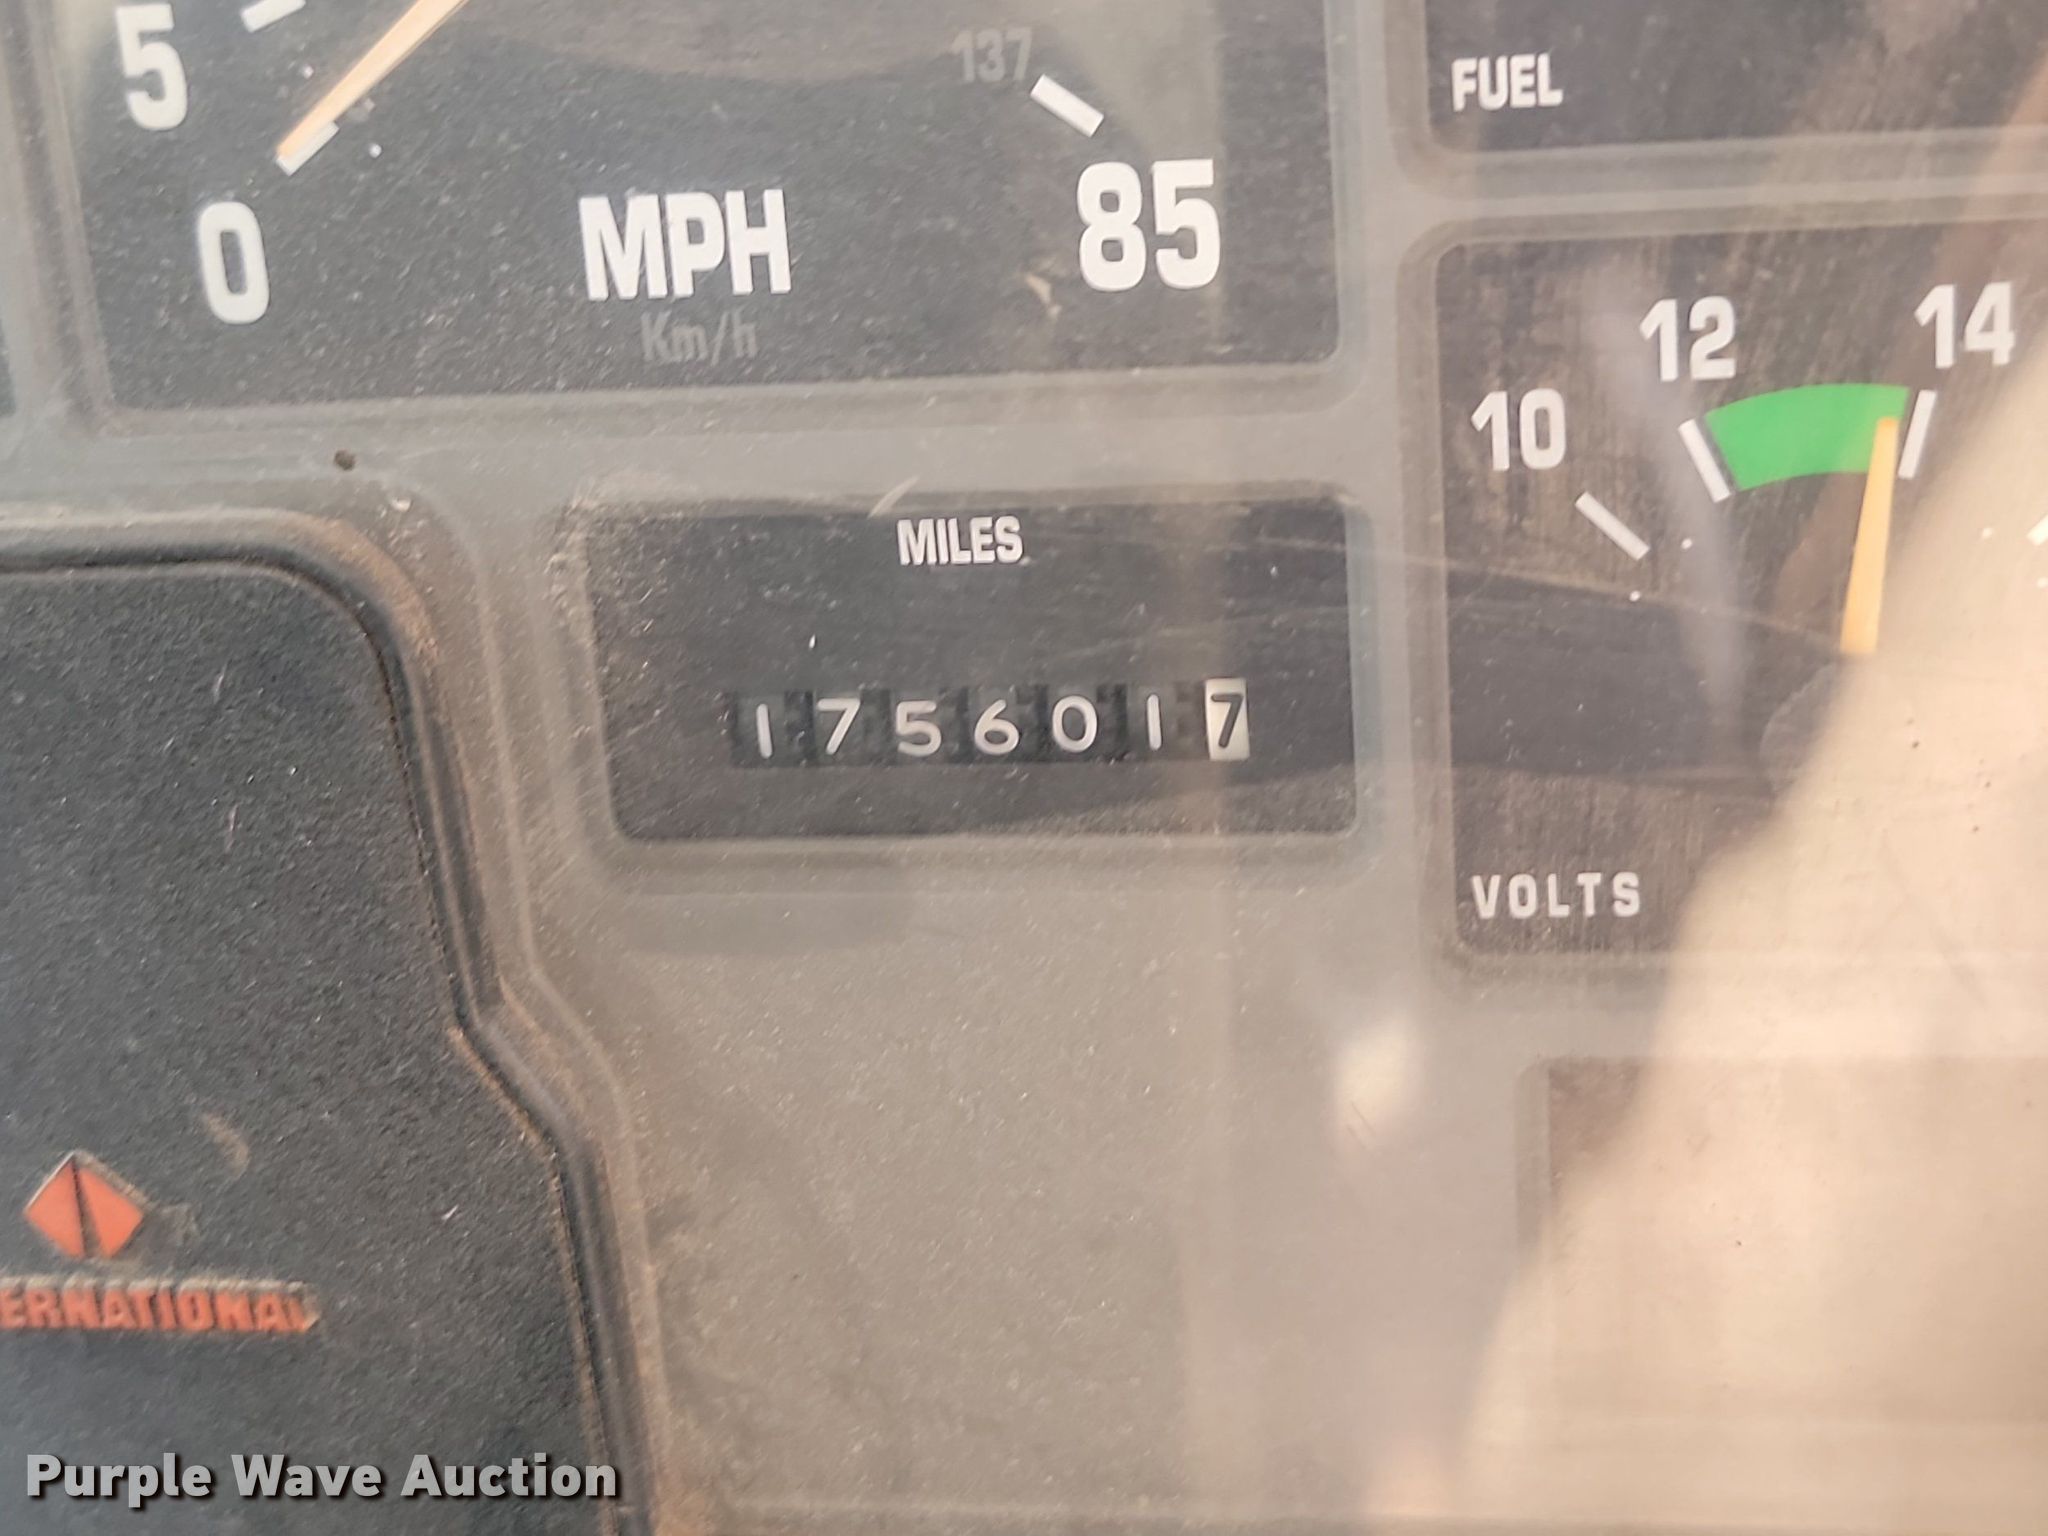 5
137
FUEL
0
MPH
85
Km/h
12
14
10
MILES
1756017
VOLTS
ERNATIONAL
Purple Wave Auction